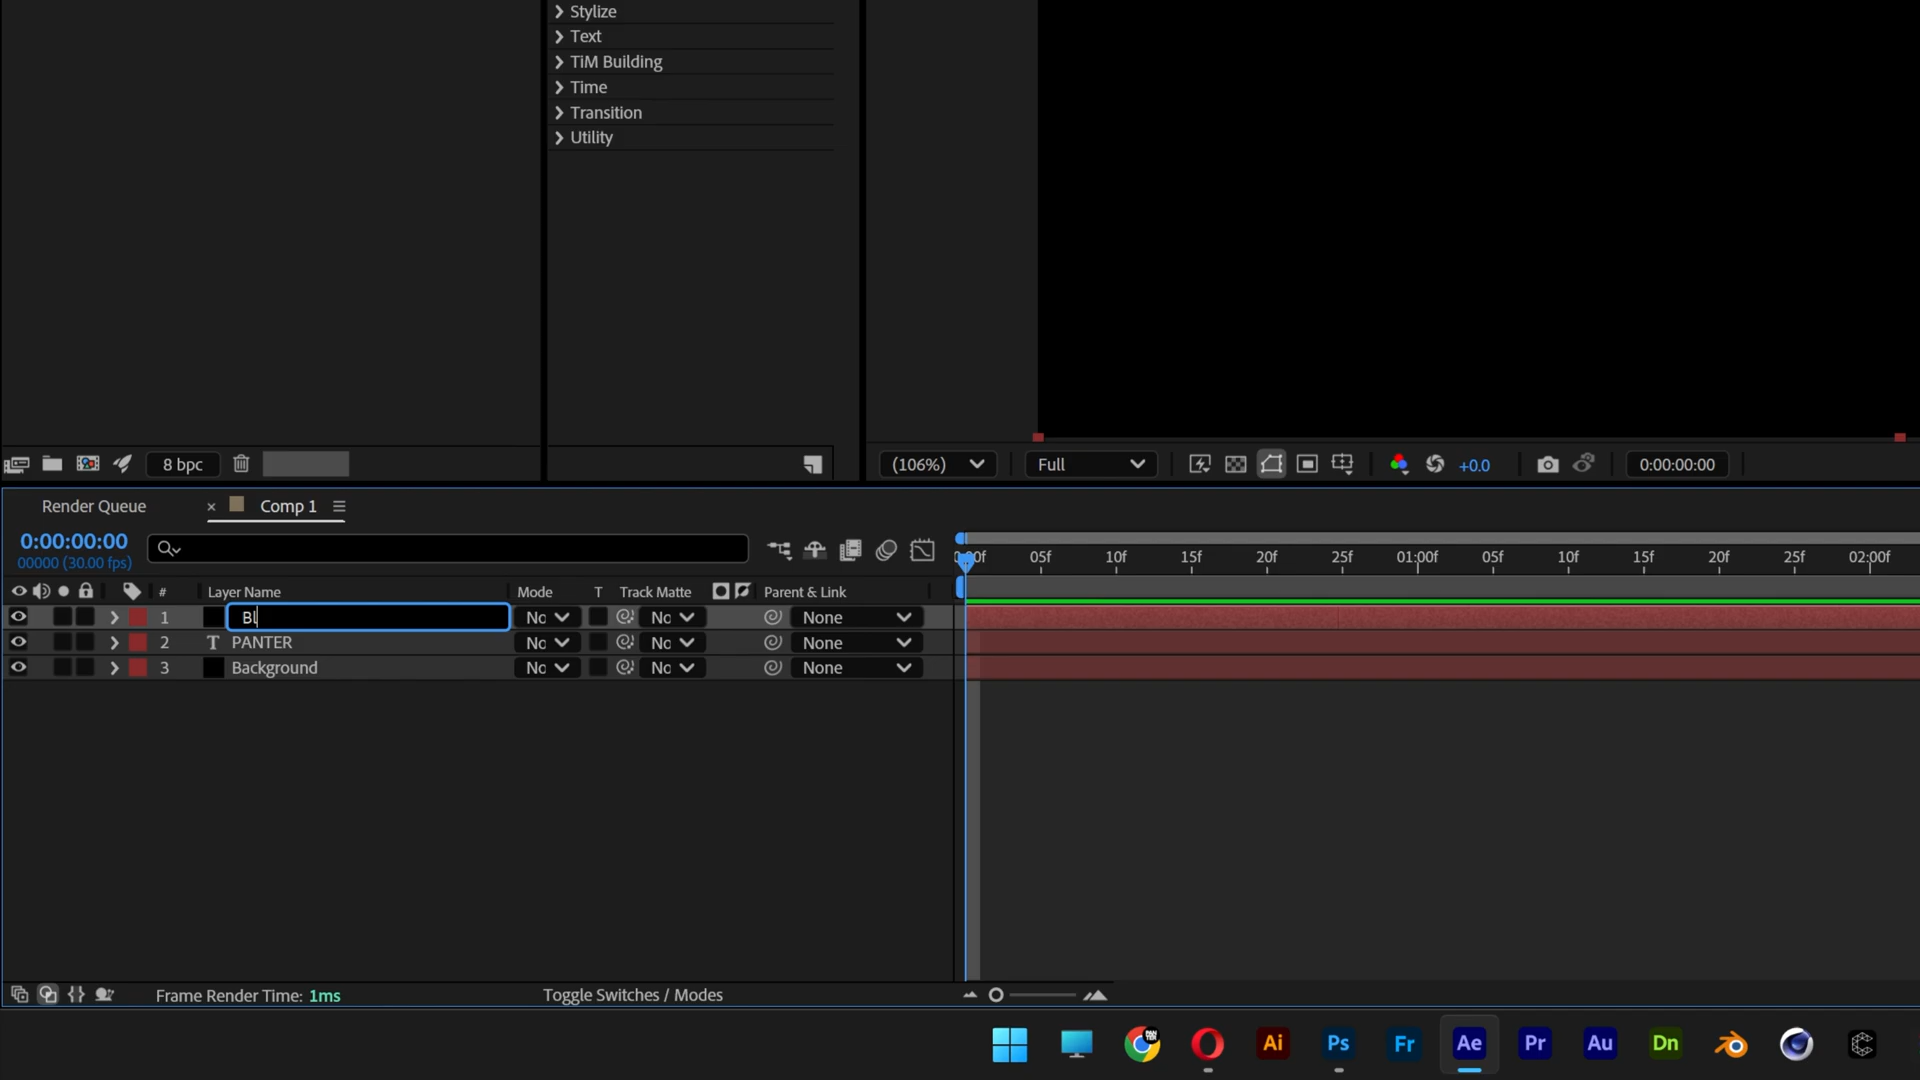 Stylize
Text
TiM Building
Time
Transition
Utility
8 bpc
(106%)
Full
+0.0
0:00:00:00
Render Queue
× Comp 1
0:00:00:00
00000 (30.00 fps)
:00f 05f 10f 15f 20f 25f 01:00f 05f 10f 15f 20f 25f 02:00f
# Layer Name Mode T Track Matte Parent & Link
1 Bl No No None
2 T PANTER No No None
3 Background No No None
Frame Render Time: 1ms
Toggle Switches / Modes
Ai Ps Fr Ae Pr Au Dn